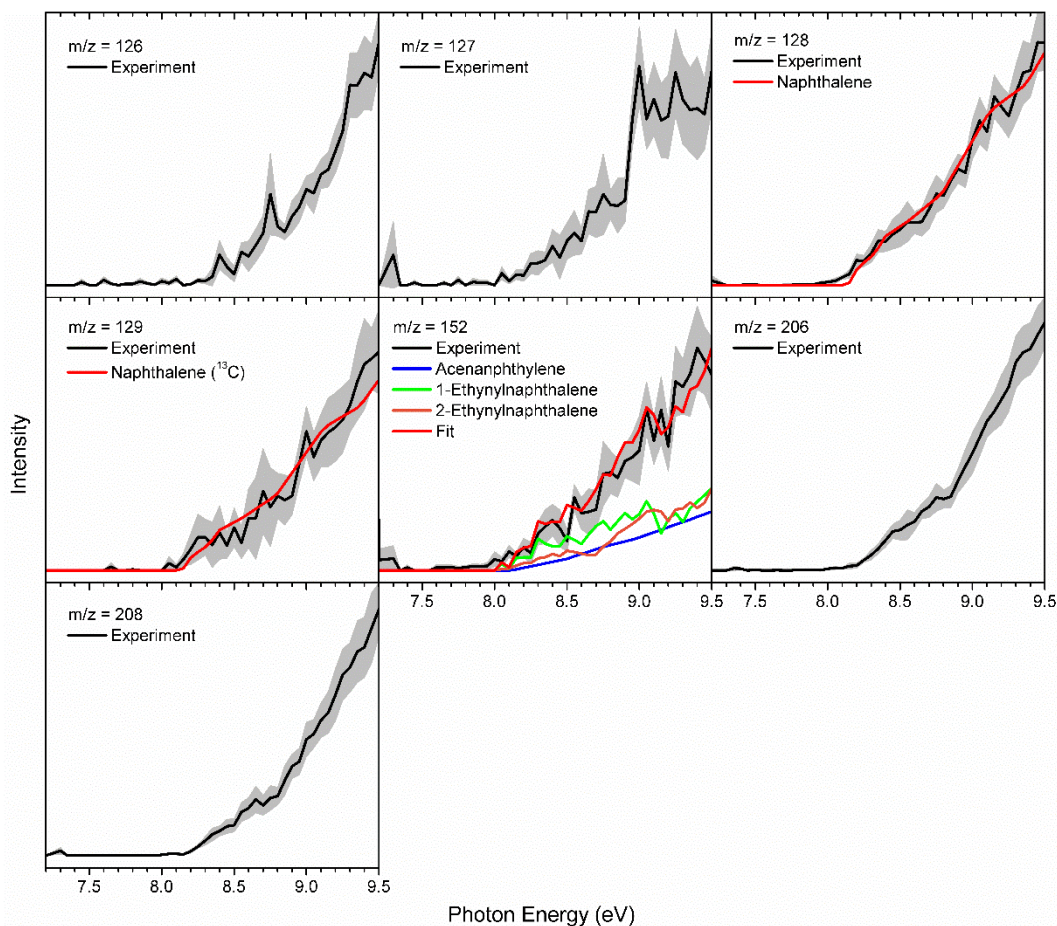 m/z = 126
Experiment
m/z = 127
Experiment
m/z = 128
Experiment
Naphthalene
m/z = 129
Experiment
Naphthalene (¹³C)
m/z = 152
Experiment
Acenanphthylene
1-Ethynylnaphthalene
2-Ethynylnaphthalene
Fit
m/z = 206
Experiment
Intensity
7.5 8.0 8.5 9.0 9.5
7.5 8.0 8.5 9.0 9.5
m/z = 208
Experiment
7.5 8.0 8.5 9.0 9.5
Photon Energy (eV)